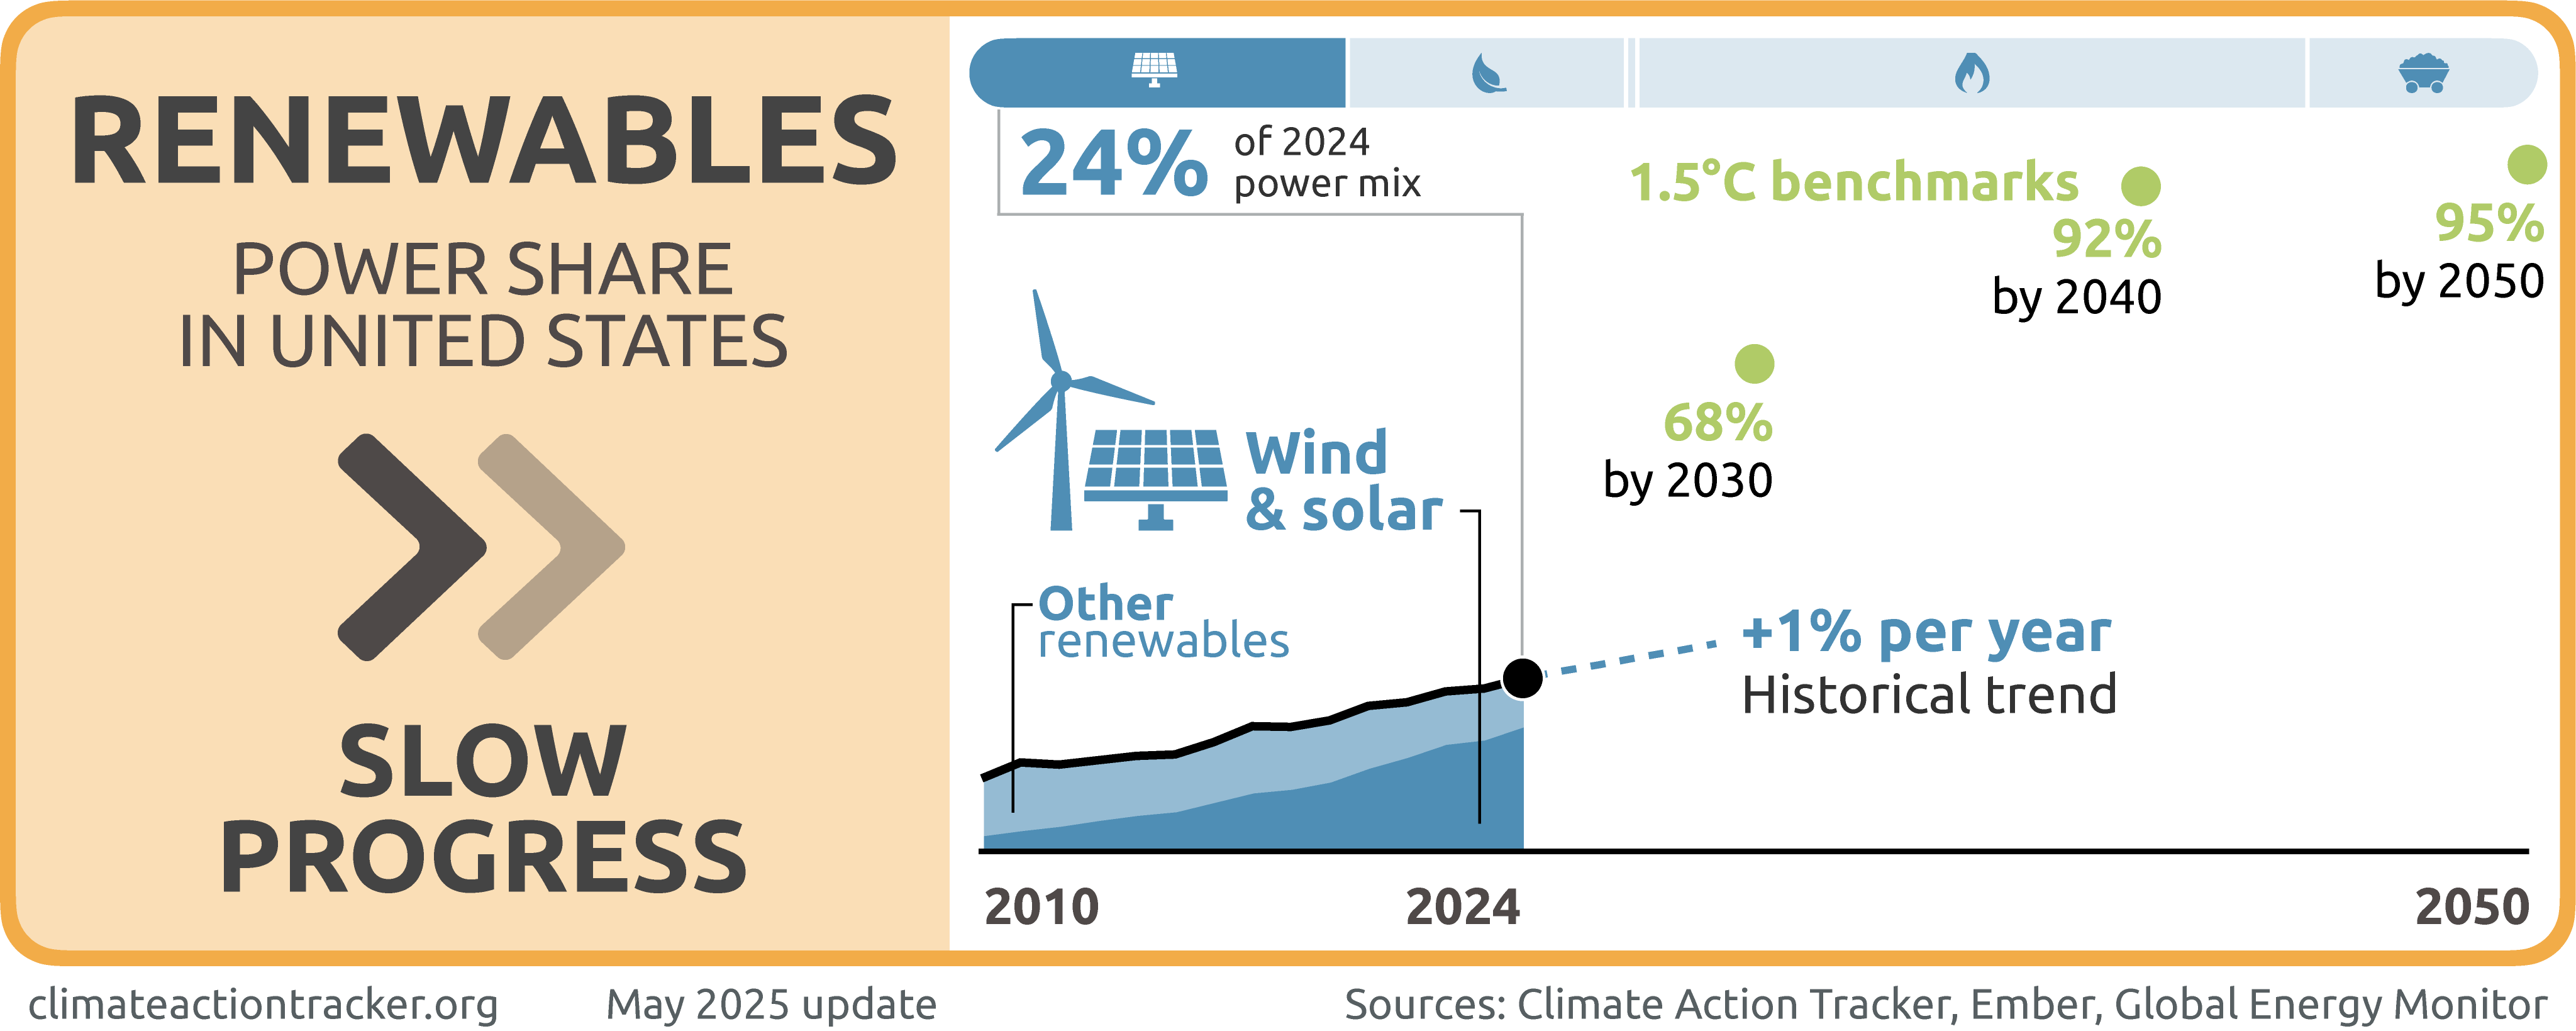 RENEWABLES
POWER SHARE
IN UNITED STATES
SLOW
PROGRESS
24%
of 2024
power mix
1.5°C benchmarks
92%
by 2040
95%
by 2050
68%
by 2030
Wind
& solar
Other
renewables
+1% per year
Historical trend
2010
2024
2050
climateactiontracker.org
May 2025 update
Sources: Climate Action Tracker, Ember, Global Energy Monitor